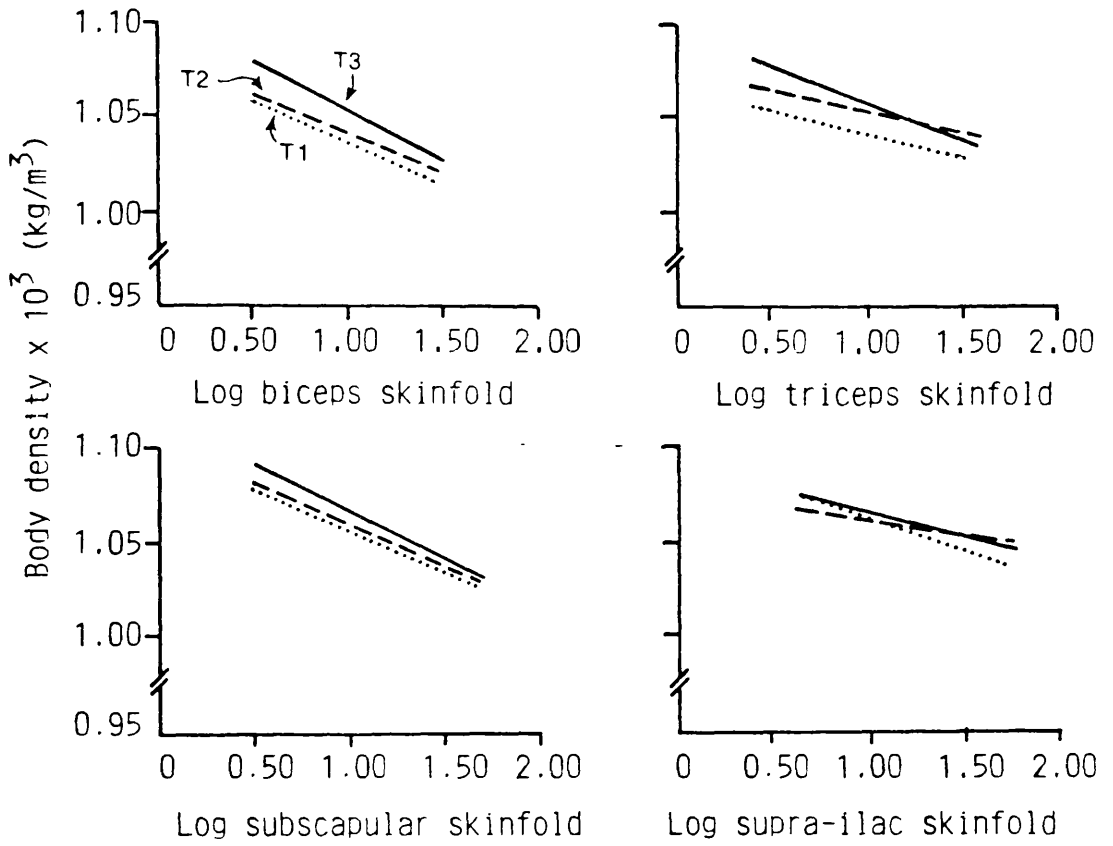 Body density x 10³ (kg/m³)
1.10
1.05
1.00
0.95
T3
T2
T1
0 0.50 1.00 1.50 2.00
Log biceps skinfold
0 0.50 1.00 1.50 2.00
Log triceps skinfold
1.10
1.05
1.00
0.95
0 0.50 1.00 1.50 2.00
Log subscapular skinfold
0 0.50 1.00 1.50 2.00
Log supra-ilac skinfold